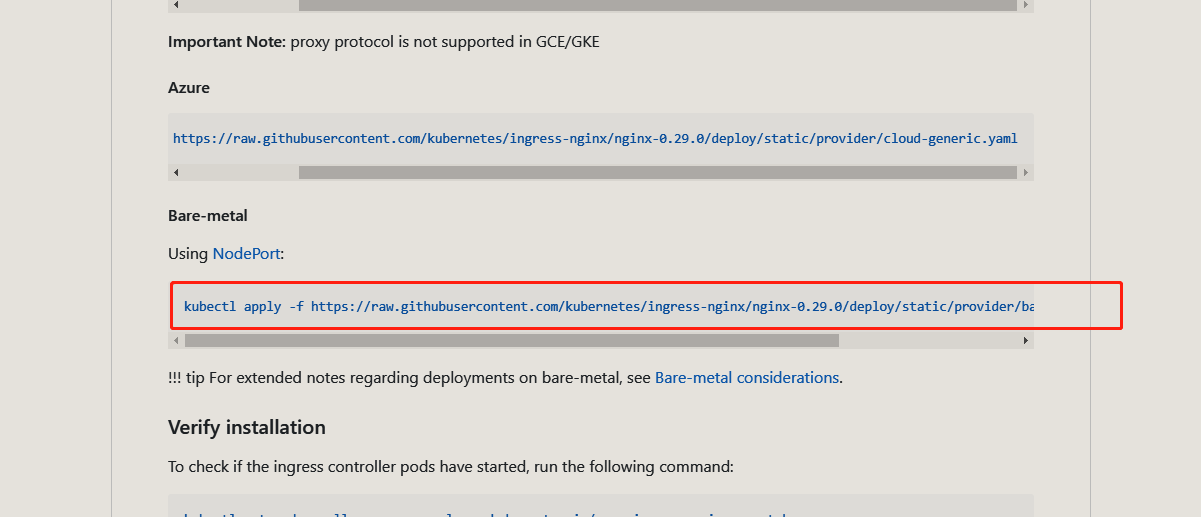 Important Note: proxy protocol is not supported in GCE/GKE
Azure
https://raw.githubusercontent.com/kubernetes/ingress-nginx/nginx-0.29.0/deploy/static/provider/cloud-generic.yaml
Bare-metal
Using NodePort:
kubectl apply -f https://raw.githubusercontent.com/kubernetes/ingress-nginx/nginx-0.29.0/deploy/static/provider/ba
!!! tip For extended notes regarding deployments on bare-metal, see Bare-metal considerations.
Verify installation
To check if the ingress controller pods have started, run the following command: